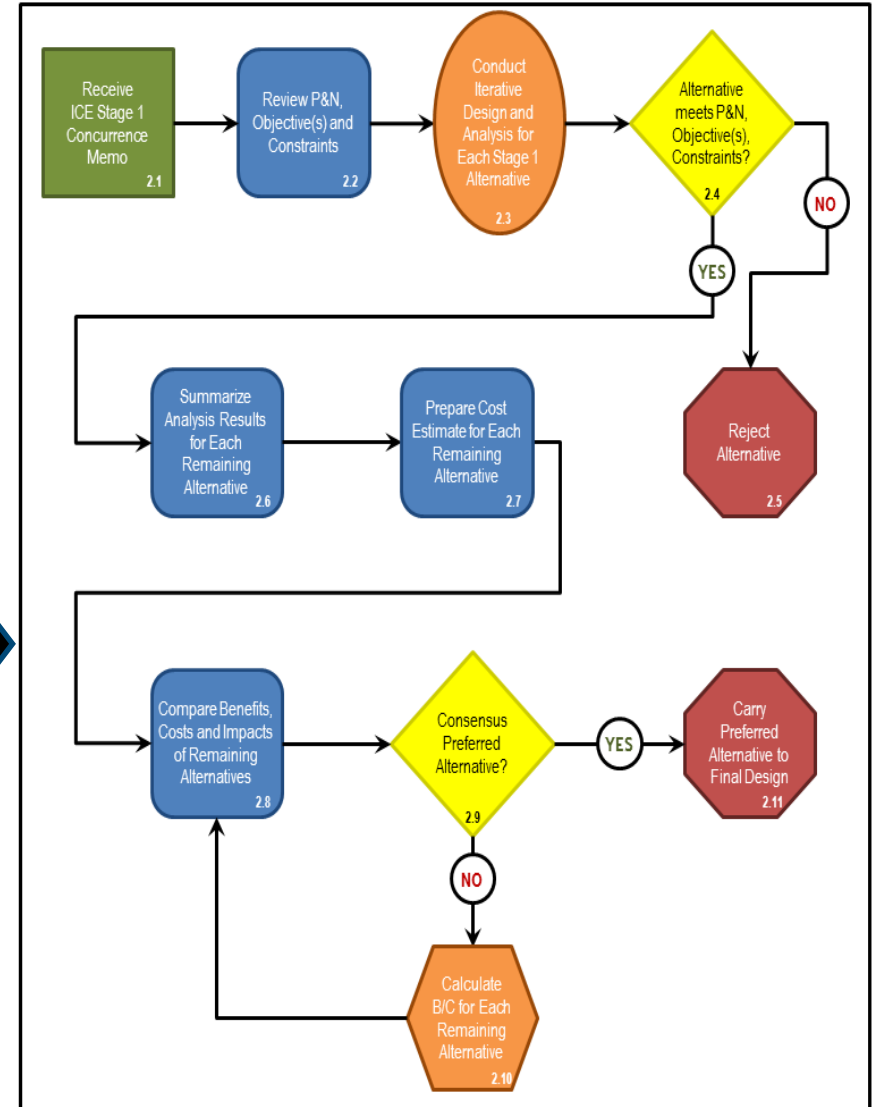 Receive
ICE Stage 1
Concurrence
Memo
2.1
Review P&N,
Objective(s) and
Constraints
2.2
Conduct
Iterative
Design and
Analysis for
Each Stage 1
Alternative
2.3
Alternative
meets P&N,
Objective(s),
Constraints?
2.4
NO
YES
Summarize
Analysis Results
for Each
Remaining
Alternative
2.6
Prepare Cost
Estimate for Each
Remaining
Alternative
2.7
Reject
Alternative
2.5
Compare Benefits,
Costs and Impacts
of Remaining
Alternatives
2.8
Consensus
Preferred
Alternative?
2.9
YES
Carry
Preferred
Alternative to
Final Design
2.11
NO
Calculate
B/C for Each
Remaining
Alternative
2.10